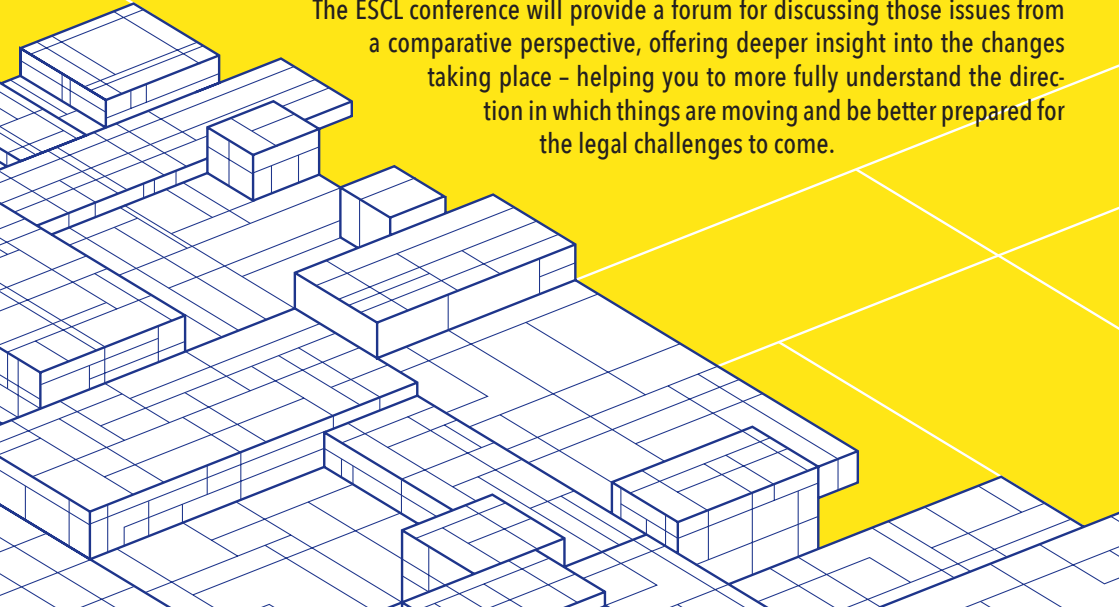 The ESCL conference will provide a forum for discussing those issues from
a comparative perspective, offering deeper insight into the changes
taking place – helping you to more fully understand the direc-
tion in which things are moving and be better prepared for
the legal challenges to come.